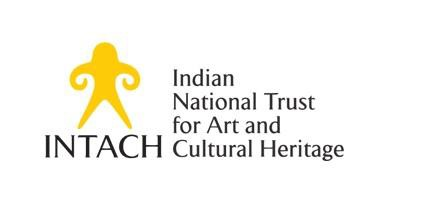 INTACH
Indian
National Trust
for Art and
Cultural Heritage